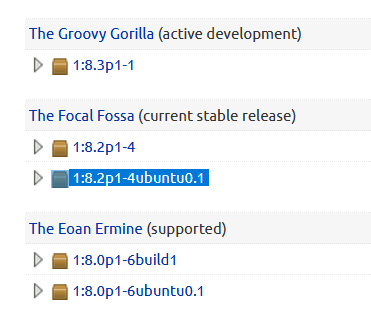 The Groovy Gorilla (active development)
1:8.3p1-1
The Focal Fossa (current stable release)
1:8.2p1-4
1:8.2p1-4ubuntu0.1
The Eoan Ermine (supported)
1:8.0p1-6build1
1:8.0p1-6ubuntu0.1